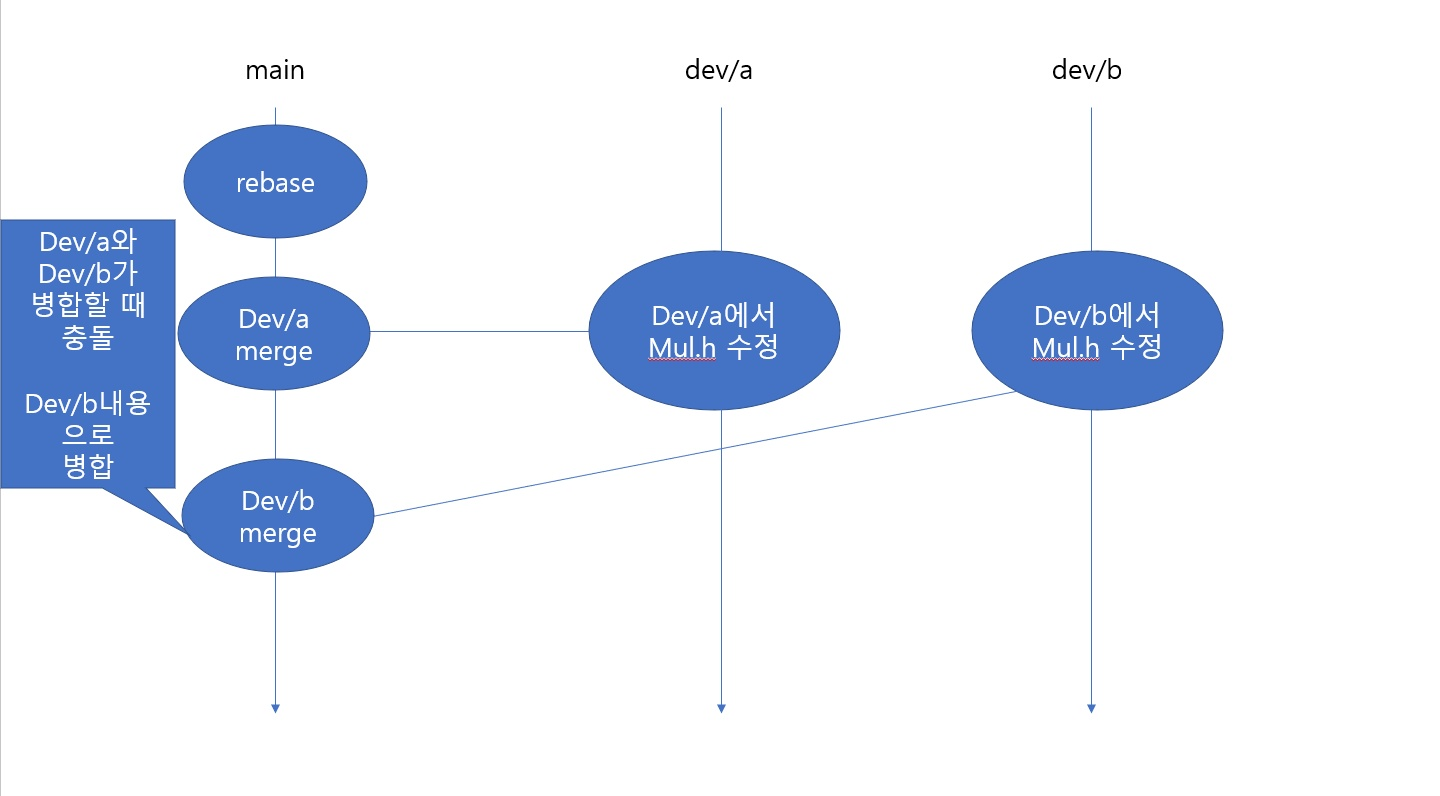 main
dev/a
dev/b
rebase
Dev/a와
Dev/b가
병합할 때
충돌
Dev/b내용
으로
병합
Dev/a
merge
Dev/a에서
Mul.h 수정
Dev/b에서
Mul.h 수정
Dev/b
merge